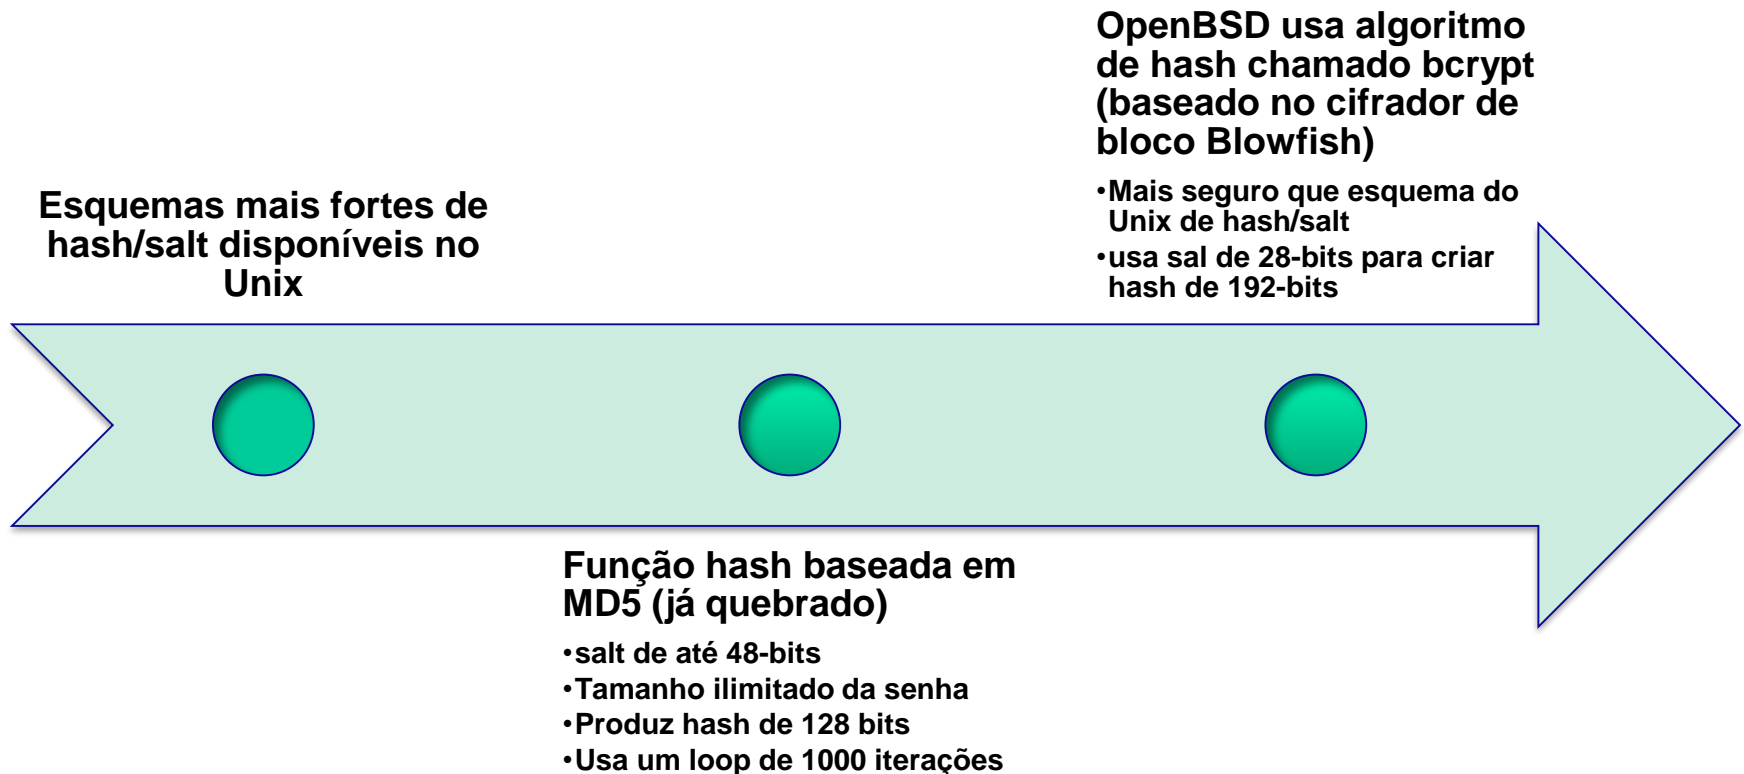 Esquemas mais fortes de
hash/salt disponíveis no
Unix
Função hash baseada em
MD5 (já quebrado)
•salt de até 48-bits
•Tamanho ilimitado da senha
•Produz hash de 128 bits
•Usa um loop de 1000 iterações
OpenBSD usa algoritmo
de hash chamado bcrypt
(baseado no cifrador de
bloco Blowfish)
•Mais seguro que esquema do
Unix de hash/salt
•usa sal de 28-bits para criar
hash de 192-bits